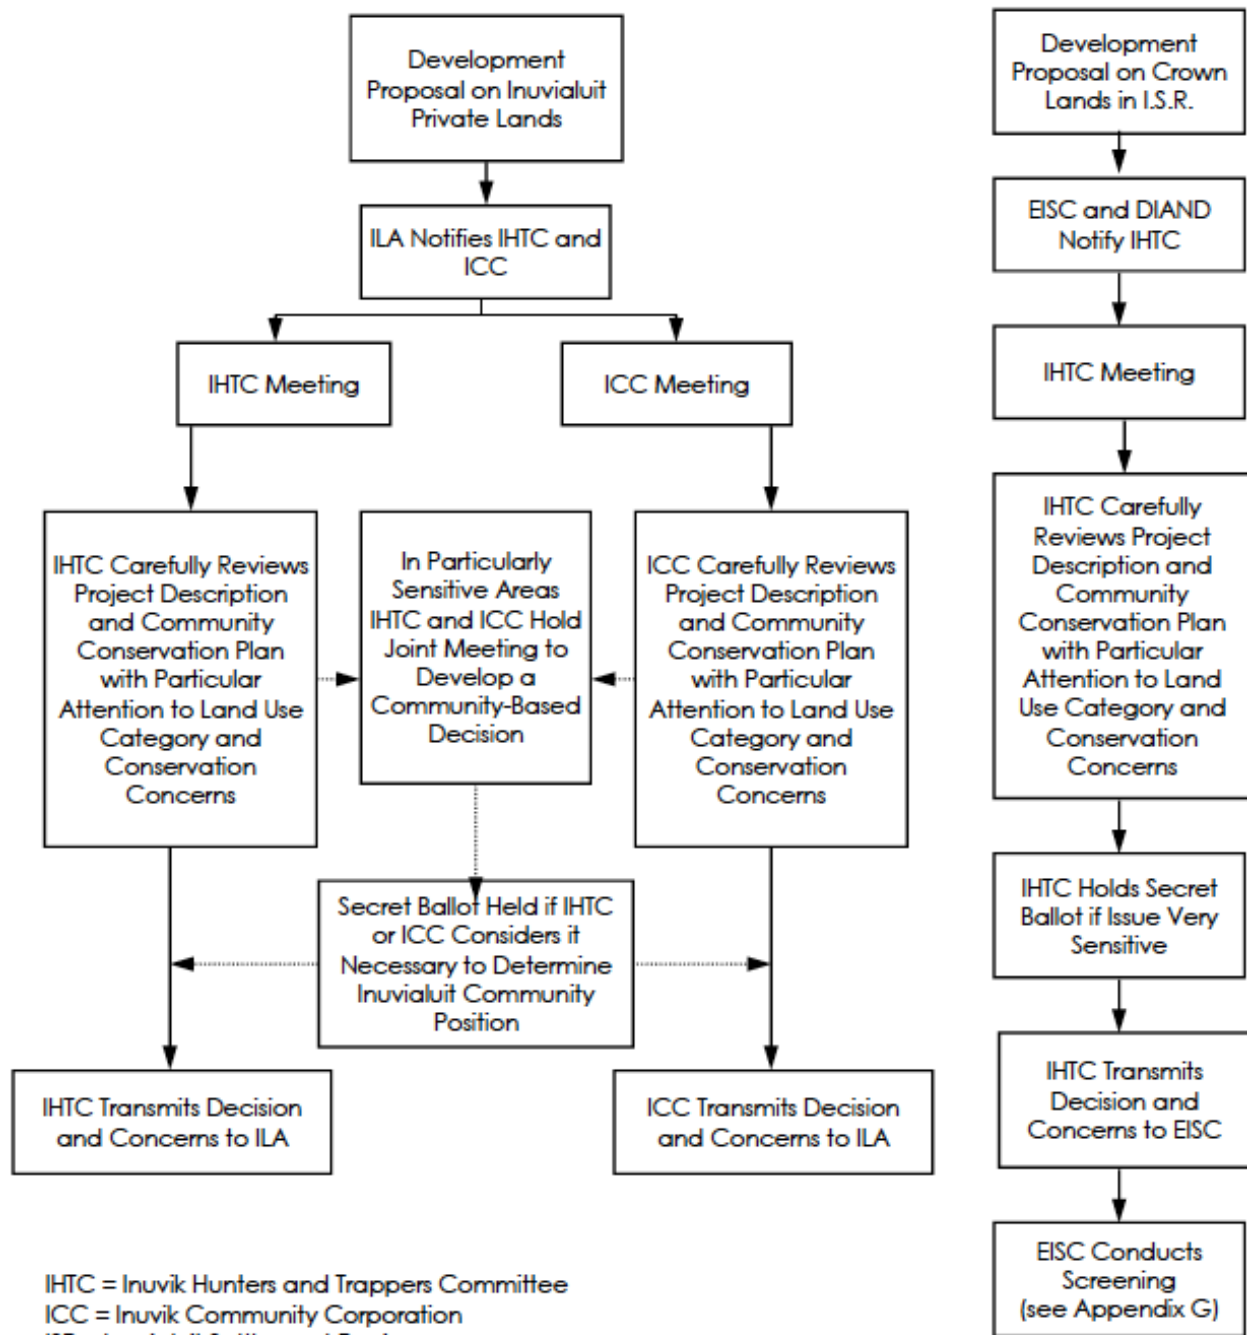 Development
Proposal on Inuvialuit
Private Lands
ILA Notifies IHTC and
ICC
IHTC Meeting
ICC Meeting
IHTC Carefully Reviews
Project Description
and Community
Conservation Plan
with Particular
Attention to Land Use
Category and
Conservation
Concerns
In Particularly
Sensitive Areas
IHTC and ICC Hold
Joint Meeting to
Develop a
Community-Based
Decision
ICC Carefully Reviews
Project Description
and Community
Conservation Plan
with Particular
Attention to Land Use
Category and
Conservation
Concerns
Secret Ballot Held if IHTC
or ICC Considers it
Necessary to Determine
Inuvialuit Community
Position
IHTC Transmits Decision
and Concerns to ILA
ICC Transmits Decision
and Concerns to ILA
Development
Proposal on Crown
Lands in I.S.R.
EISC and DIAND
Notify IHTC
IHTC Meeting
IHTC Carefully
Reviews Project
Description and
Community
Conservation Plan
with Particular
Attention to Land
Use Category and
Conservation
Concerns
IHTC Holds Secret
Ballot if Issue Very
Sensitive
IHTC Transmits
Decision and
Concerns to EISC
EISC Conducts
Screening
(see Appendix G)
IHTC = Inuvik Hunters and Trappers Committee
ICC = Inuvik Community Corporation